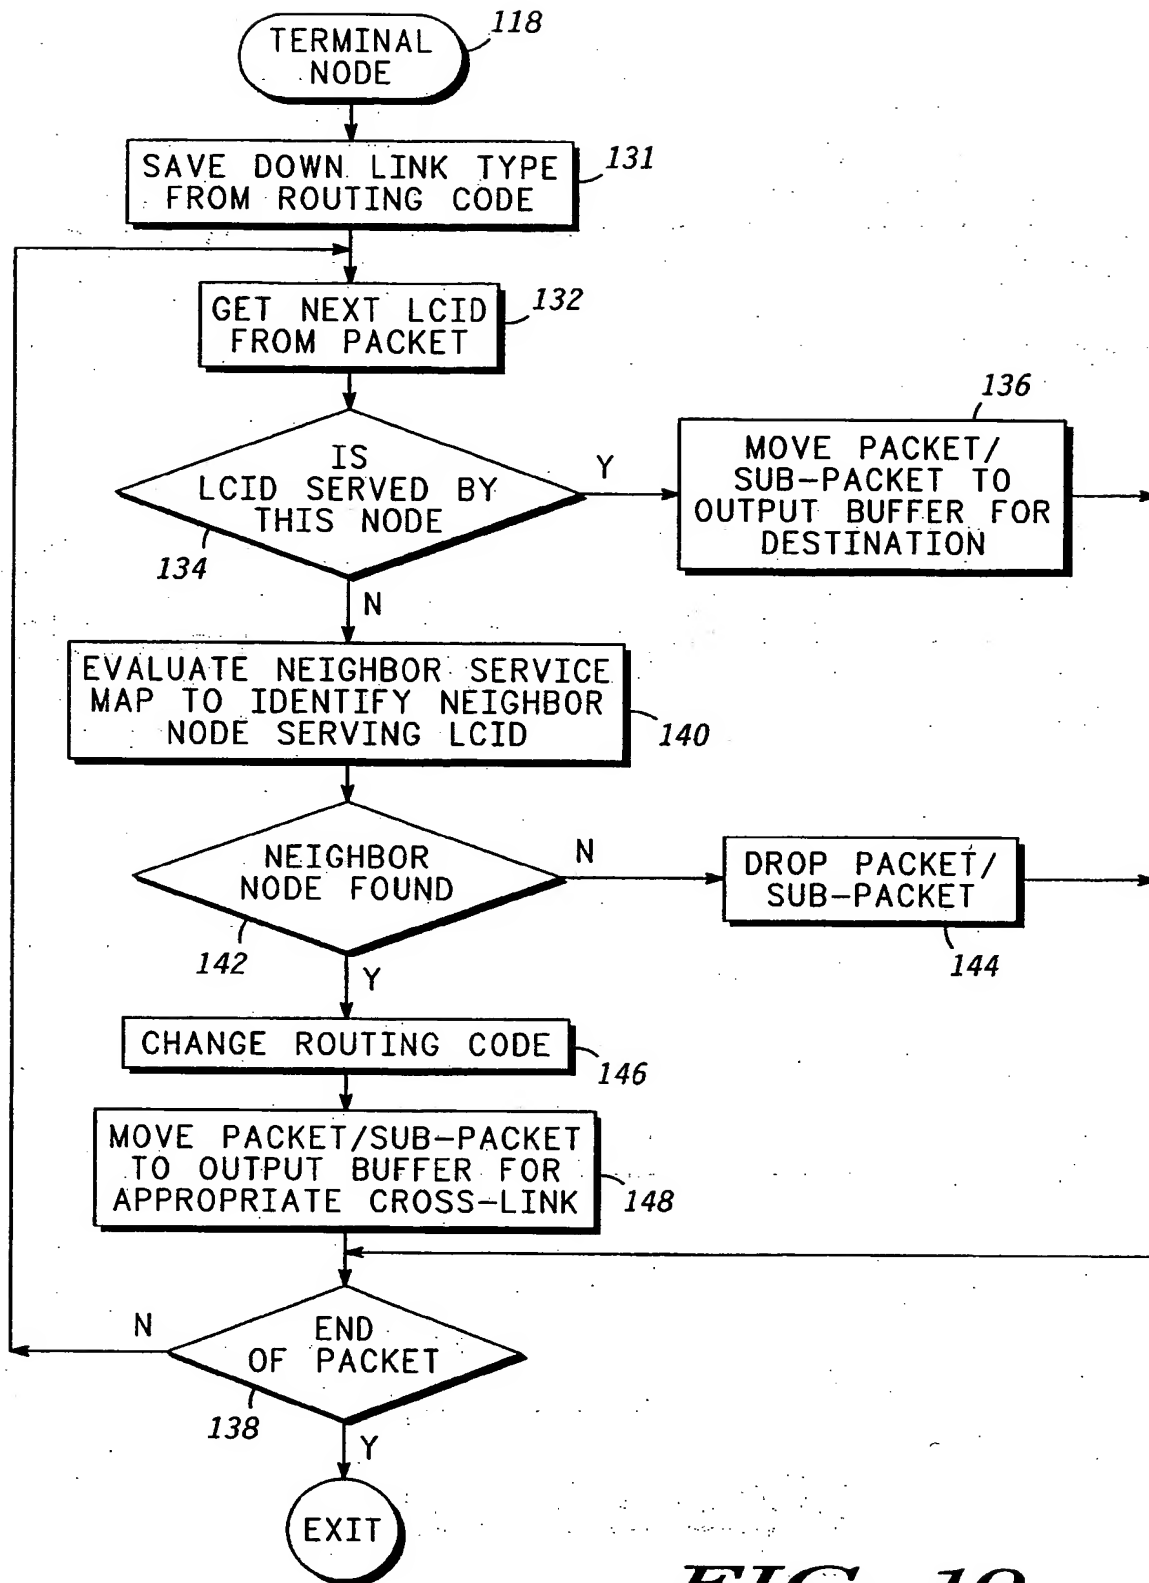 TERMINAL
NODE
118
SAVE DOWN LINK TYPE
FROM ROUTING CODE
131
GET NEXT LCID
FROM PACKET
132
IS
LCID SERVED BY
THIS NODE
134
Y
N
136
MOVE PACKET/
SUB-PACKET TO
OUTPUT BUFFER FOR
DESTINATION
EVALUATE NEIGHBOR SERVICE
MAP TO IDENTIFY NEIGHBOR
NODE SERVING LCID
140
NEIGHBOR
NODE FOUND
142
N
Y
DROP PACKET/
SUB-PACKET
144
CHANGE ROUTING CODE
146
MOVE PACKET/SUB-PACKET
TO OUTPUT BUFFER FOR
APPROPRIATE CROSS-LINK
148
END
OF PACKET
138
N
Y
EXIT